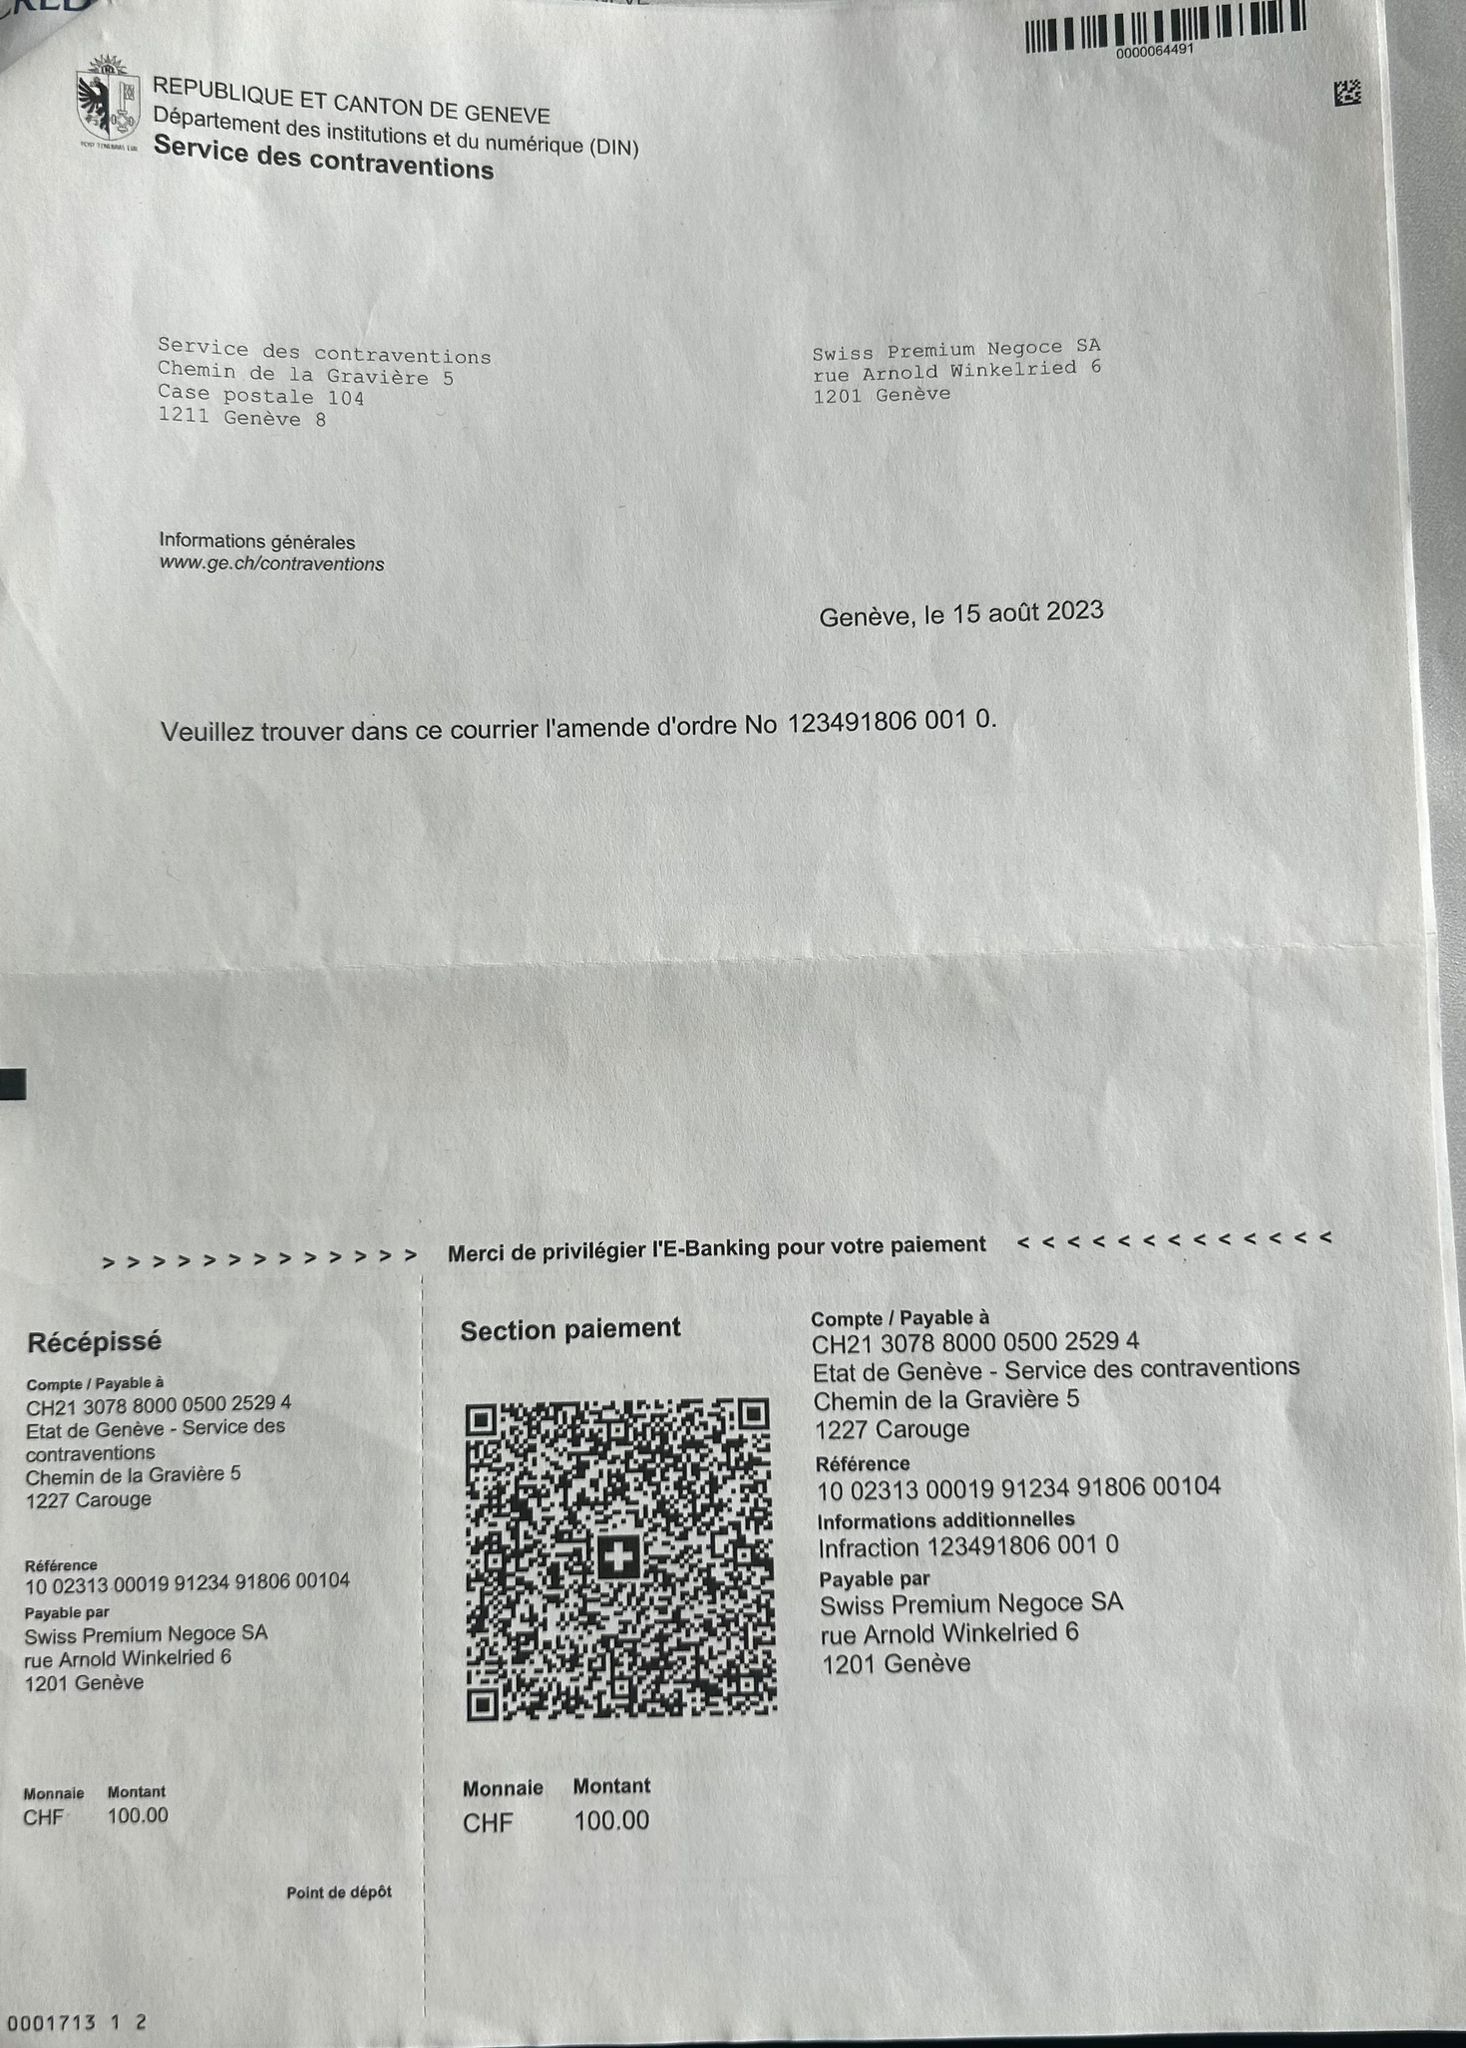 0000064491
REPUBLIQUE ET CANTON DE GENEVE
Département des institutions et du numérique (DIN)
Service des contraventions
POST TENEBRAS LUX
Service des contraventions
Chemin de la Gravière 5
Case postale 104
1211 Genève 8
Swiss Premium Negoce SA
rue Arnold Winkelried 6
1201 Genève
Informations générales
www.ge.ch/contraventions
Genève, le 15 août 2023
Veuillez trouver dans ce courrier l'amende d'ordre No 123491806 001 0.
> > > > > > > > > > > > > Merci de privilégier l'E-Banking pour votre paiement < < < < < < < < < < < < <
Récépissé
Compte / Payable à
CH21 3078 8000 0500 2529 4
Etat de Genève - Service des
contraventions
Chemin de la Gravière 5
1227 Carouge
Référence
10 02313 00019 91234 91806 00104
Payable par
Swiss Premium Negoce SA
rue Arnold Winkelried 6
1201 Genève
Monnaie Montant
CHF 100.00
Point de dépôt
Section paiement
Monnaie Montant
CHF 100.00
Compte / Payable à
CH21 3078 8000 0500 2529 4
Etat de Genève - Service des contraventions
Chemin de la Gravière 5
1227 Carouge
Référence
10 02313 00019 91234 91806 00104
Informations additionnelles
Infraction 123491806 001 0
Payable par
Swiss Premium Negoce SA
rue Arnold Winkelried 6
1201 Genève
0001713 1 2